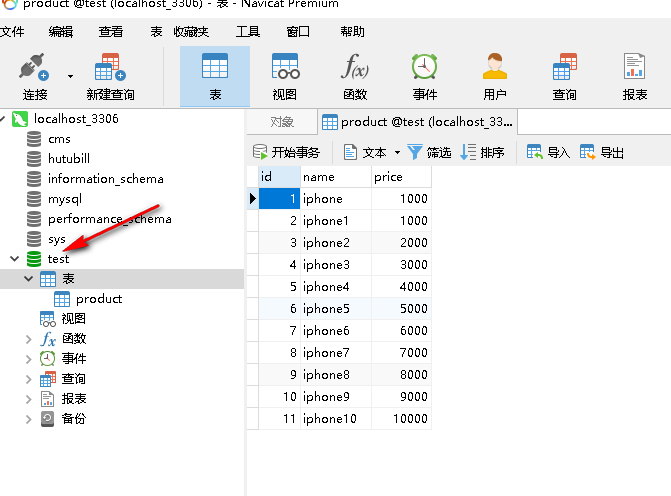 product @test (localhost_3306) - 表 - Navicat Premium
文件 编辑 查看 表 收藏夹 工具 窗口 帮助
连接 新建查询 表 视图 函数 事件 用户 查询 报表
localhost_3306
cms
hutubill
information_schema
mysql
performance_schema
sys
test
表
product
视图
函数
事件
查询
报表
备份
对象 product @test (localhost_33...
开始事务 文本 筛选 排序 导入 导出
id name price
1 iphone 1000
2 iphone1 1000
3 iphone2 2000
4 iphone3 3000
5 iphone4 4000
6 iphone5 5000
7 iphone6 6000
8 iphone7 7000
9 iphone8 8000
10 iphone9 9000
11 iphone10 10000